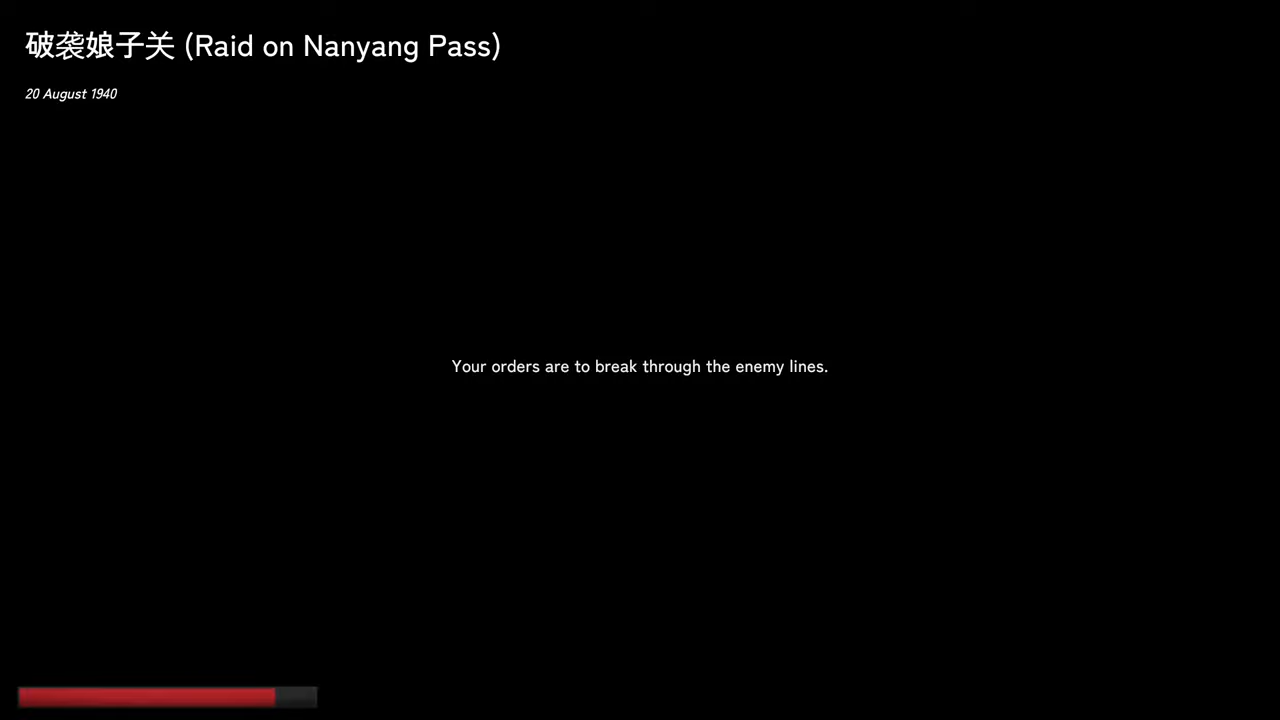 破袭娘子关 (Raid on Nanyang Pass)
20 August 1940
Your orders are to break through the enemy lines.